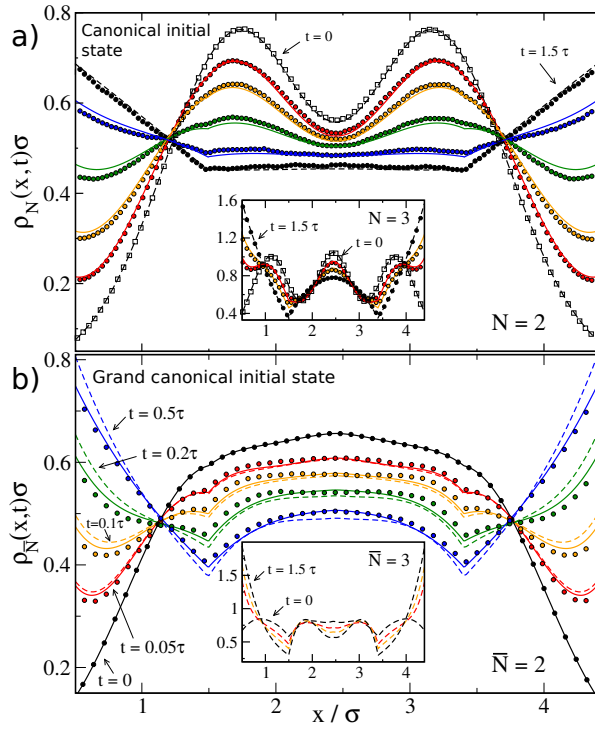 a)
Canonical initial
state
t = 0
t = 1.5 τ
0.8
0.6
0.4
0.2
ρN(x,t)σ
1.6
1.2
0.8
0.4
N = 3
t = 1.5 τ
t = 0
1 2 3 4
N = 2
b)
Grand canonical initial state
t = 0.5τ
t = 0.2τ
t=0.1τ
t = 0.05τ
t = 0
0.8
0.6
0.4
0.2
ρN̅(x,t)σ
1.5
1
0.5
N̅ = 3
t = 1.5 τ
t = 0
1 2 3 4
N̅ = 2
1 2 3 4
x / σ